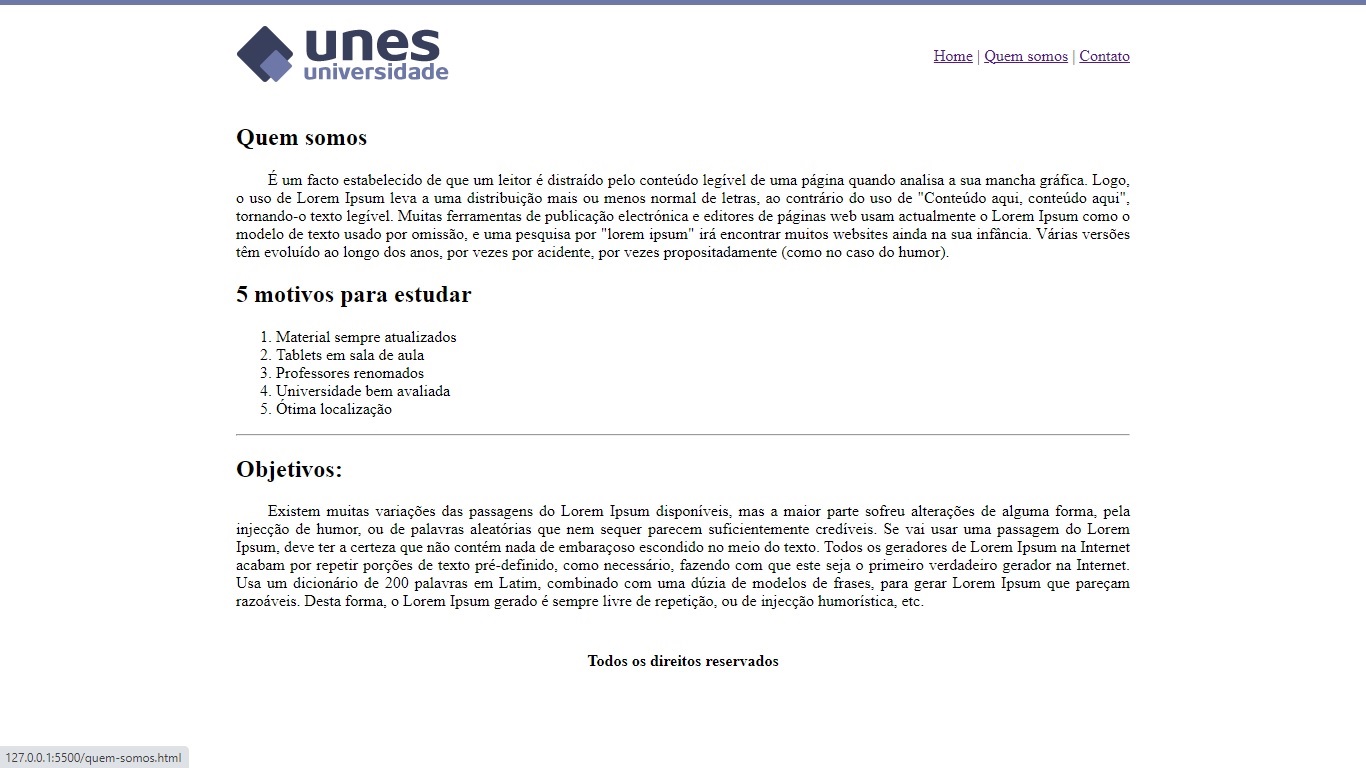 unes
universidade
Home | Quem somos | Contato
Quem somos
É um facto estabelecido de que um leitor é distraído pelo conteúdo legível de uma página quando analisa a sua mancha gráfica. Logo,
o uso de Lorem Ipsum leva a uma distribuição mais ou menos normal de letras, ao contrário do uso de "Conteúdo aqui, conteúdo aqui",
tornando-o texto legível. Muitas ferramentas de publicação electrónica e editores de páginas web usam actualmente o Lorem Ipsum como o
modelo de texto usado por omissão, e uma pesquisa por "lorem ipsum" irá encontrar muitos websites ainda na sua infância. Várias versões
têm evoluído ao longo dos anos, por vezes por acidente, por vezes propositadamente (como no caso do humor).
5 motivos para estudar
1. Material sempre atualizados
2. Tablets em sala de aula
3. Professores renomados
4. Universidade bem avaliada
5. Ótima localização
Objetivos:
Existem muitas variações das passagens do Lorem Ipsum disponíveis, mas a maior parte sofreu alterações de alguma forma, pela
injecção de humor, ou de palavras aleatórias que nem sequer parecem suficientemente credíveis. Se vai usar uma passagem do Lorem
Ipsum, deve ter a certeza que não contém nada de embaraçoso escondido no meio do texto. Todos os geradores de Lorem Ipsum na Internet
acabam por repetir porções de texto pré-definido, como necessário, fazendo com que este seja o primeiro verdadeiro gerador na Internet.
Usa um dicionário de 200 palavras em Latim, combinado com uma dúzia de modelos de frases, para gerar Lorem Ipsum que pareçam
razoáveis. Desta forma, o Lorem Ipsum gerado é sempre livre de repetição, ou de injecção humorística, etc.
Todos os direitos reservados
127.0.0.1:5500/quem-somos.html